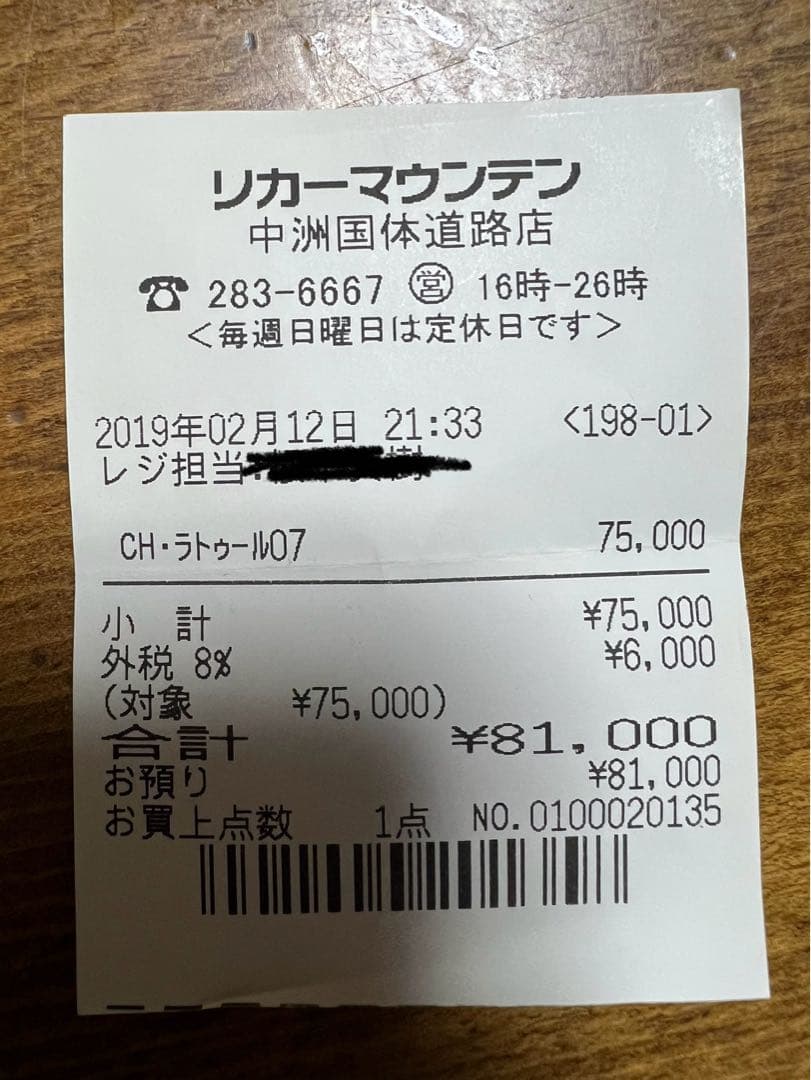 リカーマウンテン
中洲国体道路店
☎ 283-6667 ㊢ 16時-26時
<毎週日曜日は定休日です>
2019年02月12日 21:33 <198-01>
レジ担当: 樹
CH・ラトゥール07 75,000
小 計 ¥75,000
外税 8% ¥6,000
(対象 ¥75,000)
合計 ¥81,000
お預り ¥81,000
お買上点数 1点 NO.0100020135